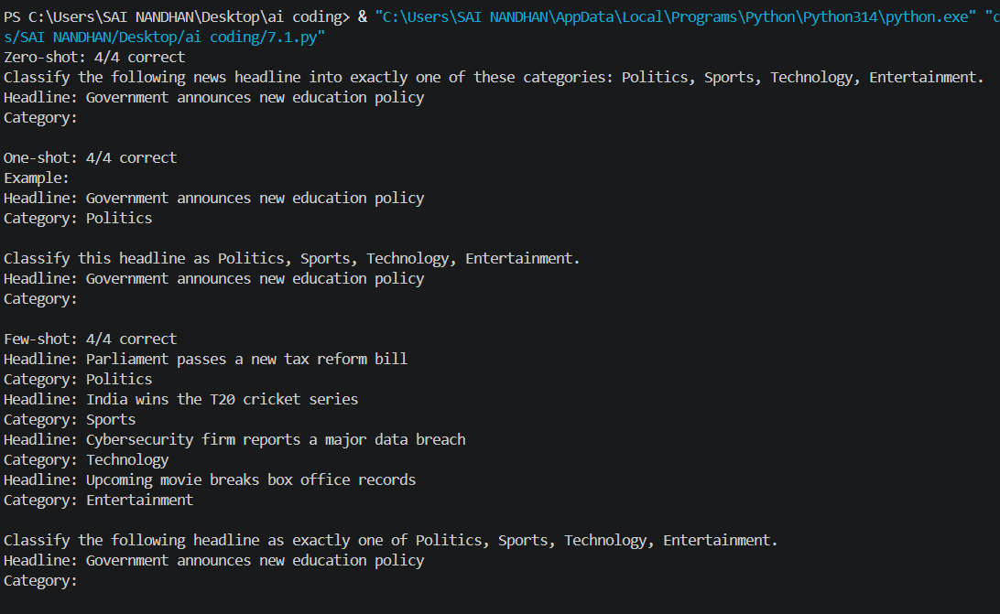 PS C:\Users\SAI NANDHAN\Desktop\ai coding> & "C:\Users\SAI NANDHAN\AppData\Local\Programs\Python\Python314\python.exe" "c
s/SAI NANDHAN/Desktop/ai coding/7.1.py"
Zero-shot: 4/4 correct
Classify the following news headline into exactly one of these categories: Politics, Sports, Technology, Entertainment.
Headline: Government announces new education policy
Category:
One-shot: 4/4 correct
Example:
Headline: Government announces new education policy
Category: Politics
Classify this headline as Politics, Sports, Technology, Entertainment.
Headline: Government announces new education policy
Category:
Few-shot: 4/4 correct
Headline: Parliament passes a new tax reform bill
Category: Politics
Headline: India wins the T20 cricket series
Category: Sports
Headline: Cybersecurity firm reports a major data breach
Category: Technology
Headline: Upcoming movie breaks box office records
Category: Entertainment
Classify the following headline as exactly one of Politics, Sports, Technology, Entertainment.
Headline: Government announces new education policy
Category: